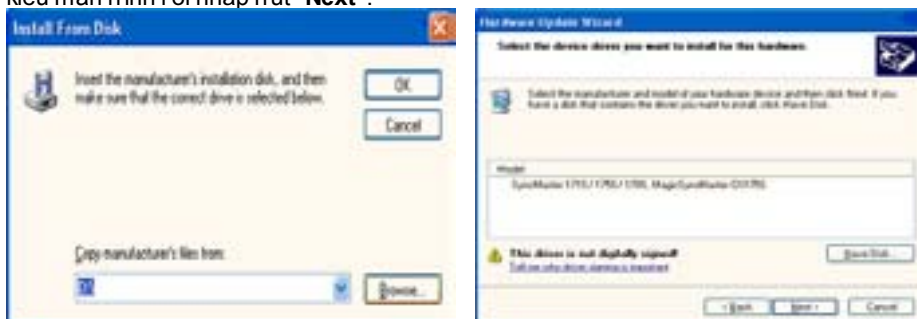 kiểu màn hình rồi nhấp nút "Next".
Install From Disk
Insert the manufacturer's installation disk, and then
make sure that the correct drive is selected below.
OK
Cancel
Copy manufacturer's files from:
Browse...
Hardware Update Wizard
Select the device driver you want to install for this hardware.
Select the manufacturer and model of your hardware device and then click Next. If you
have a disk that contains the driver you want to install, click Have Disk.
Model
This driver is not digitally signed!
Tell me why driver signing is important
Have Disk...
< Back
Next >
Cancel